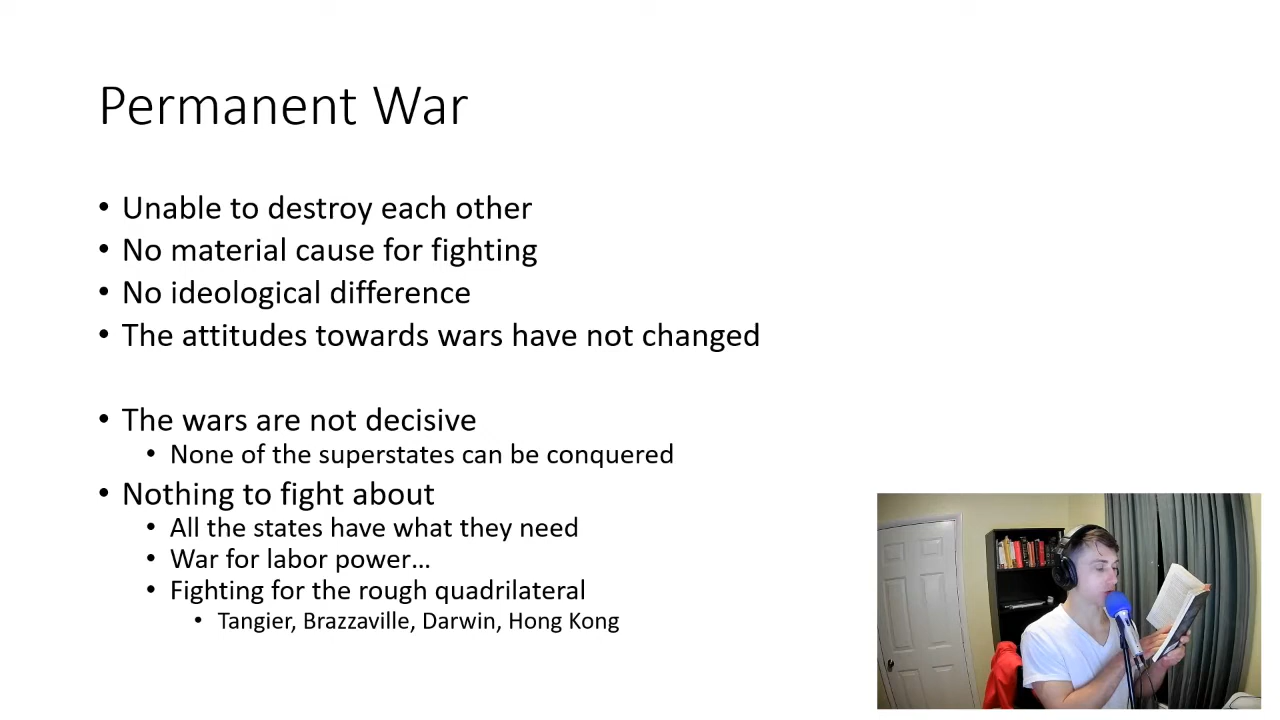 Permanent War
• Unable to destroy each other
• No material cause for fighting
• No ideological difference
• The attitudes towards wars have not changed
• The wars are not decisive
• None of the superstates can be conquered
• Nothing to fight about
• All the states have what they need
• War for labor power…
• Fighting for the rough quadrilateral
• Tangier, Brazzaville, Darwin, Hong Kong